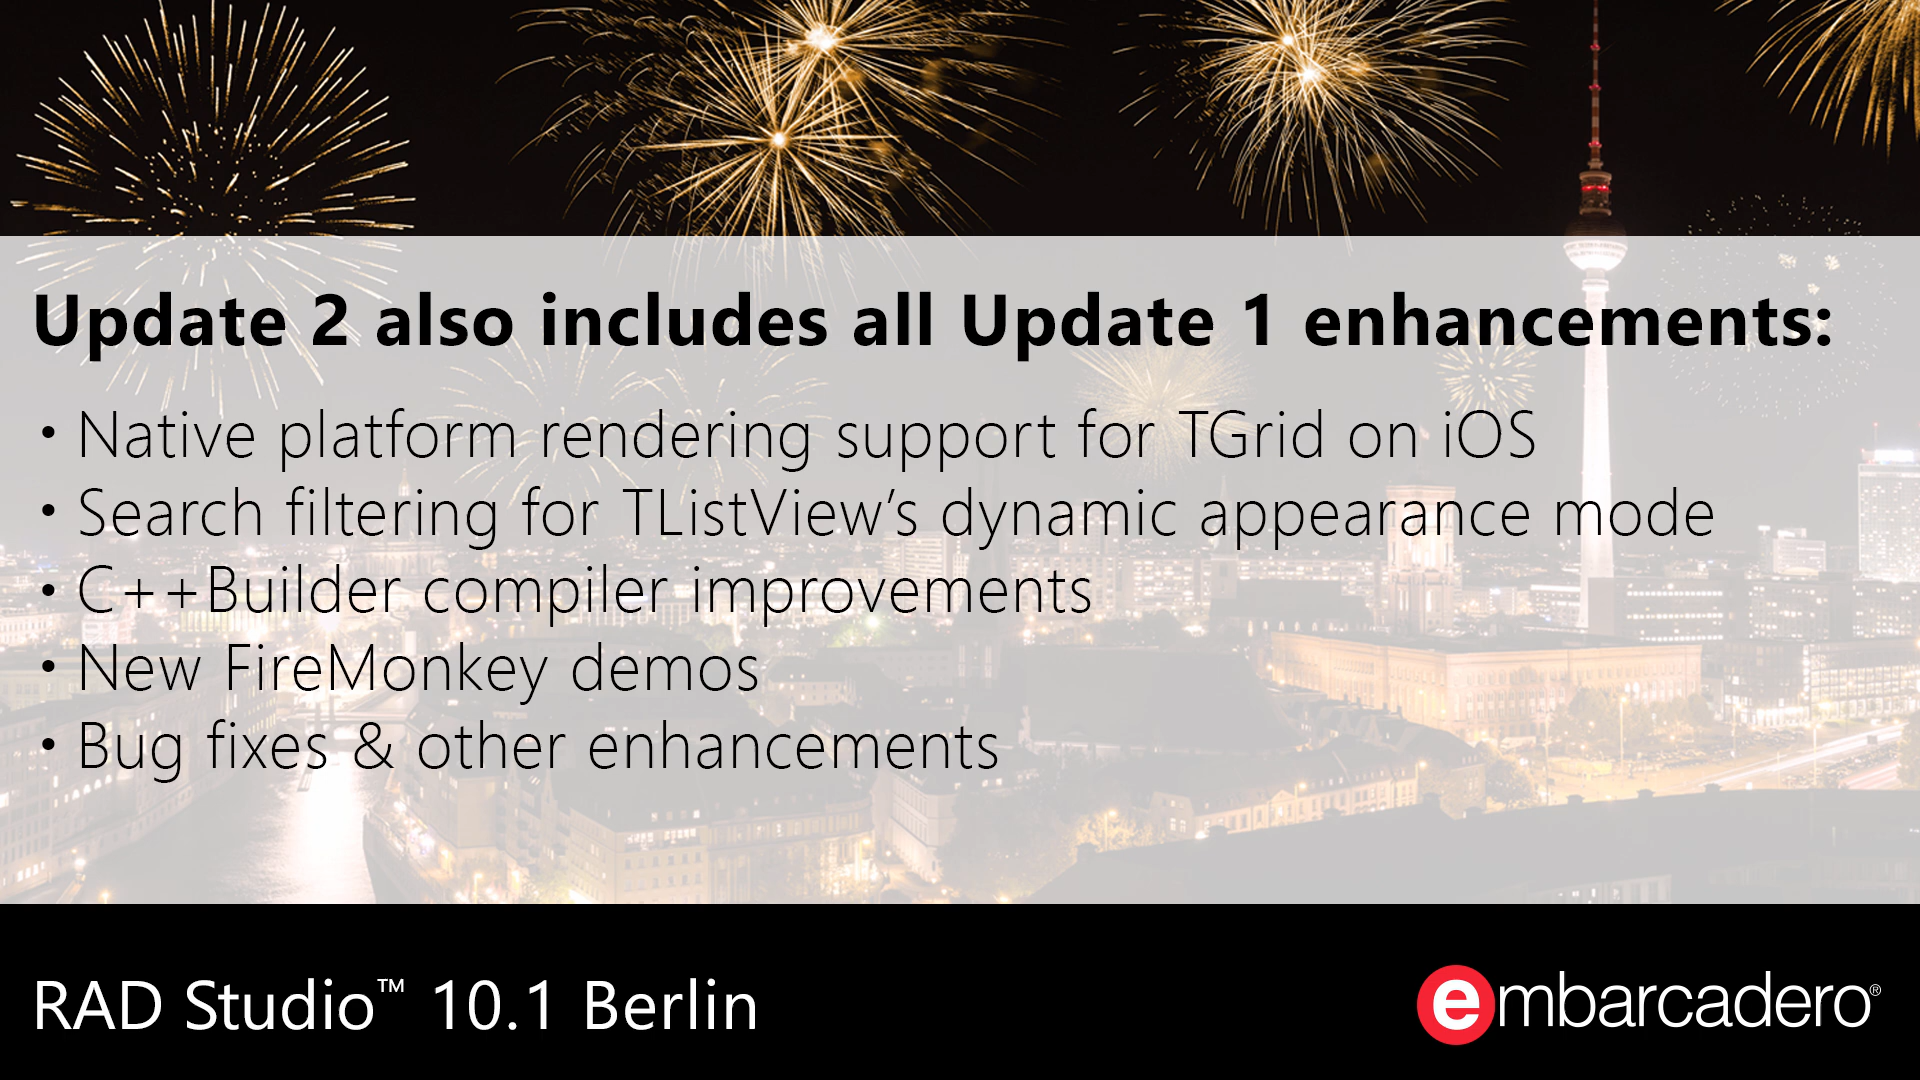 Update 2 also includes all Update 1 enhancements:
• Native platform rendering support for TGrid on iOS
• Search filtering for TListView’s dynamic appearance mode
• C++Builder compiler improvements
• New FireMonkey demos
• Bug fixes & other enhancements
RAD Studio™ 10.1 Berlin
embarcadero®